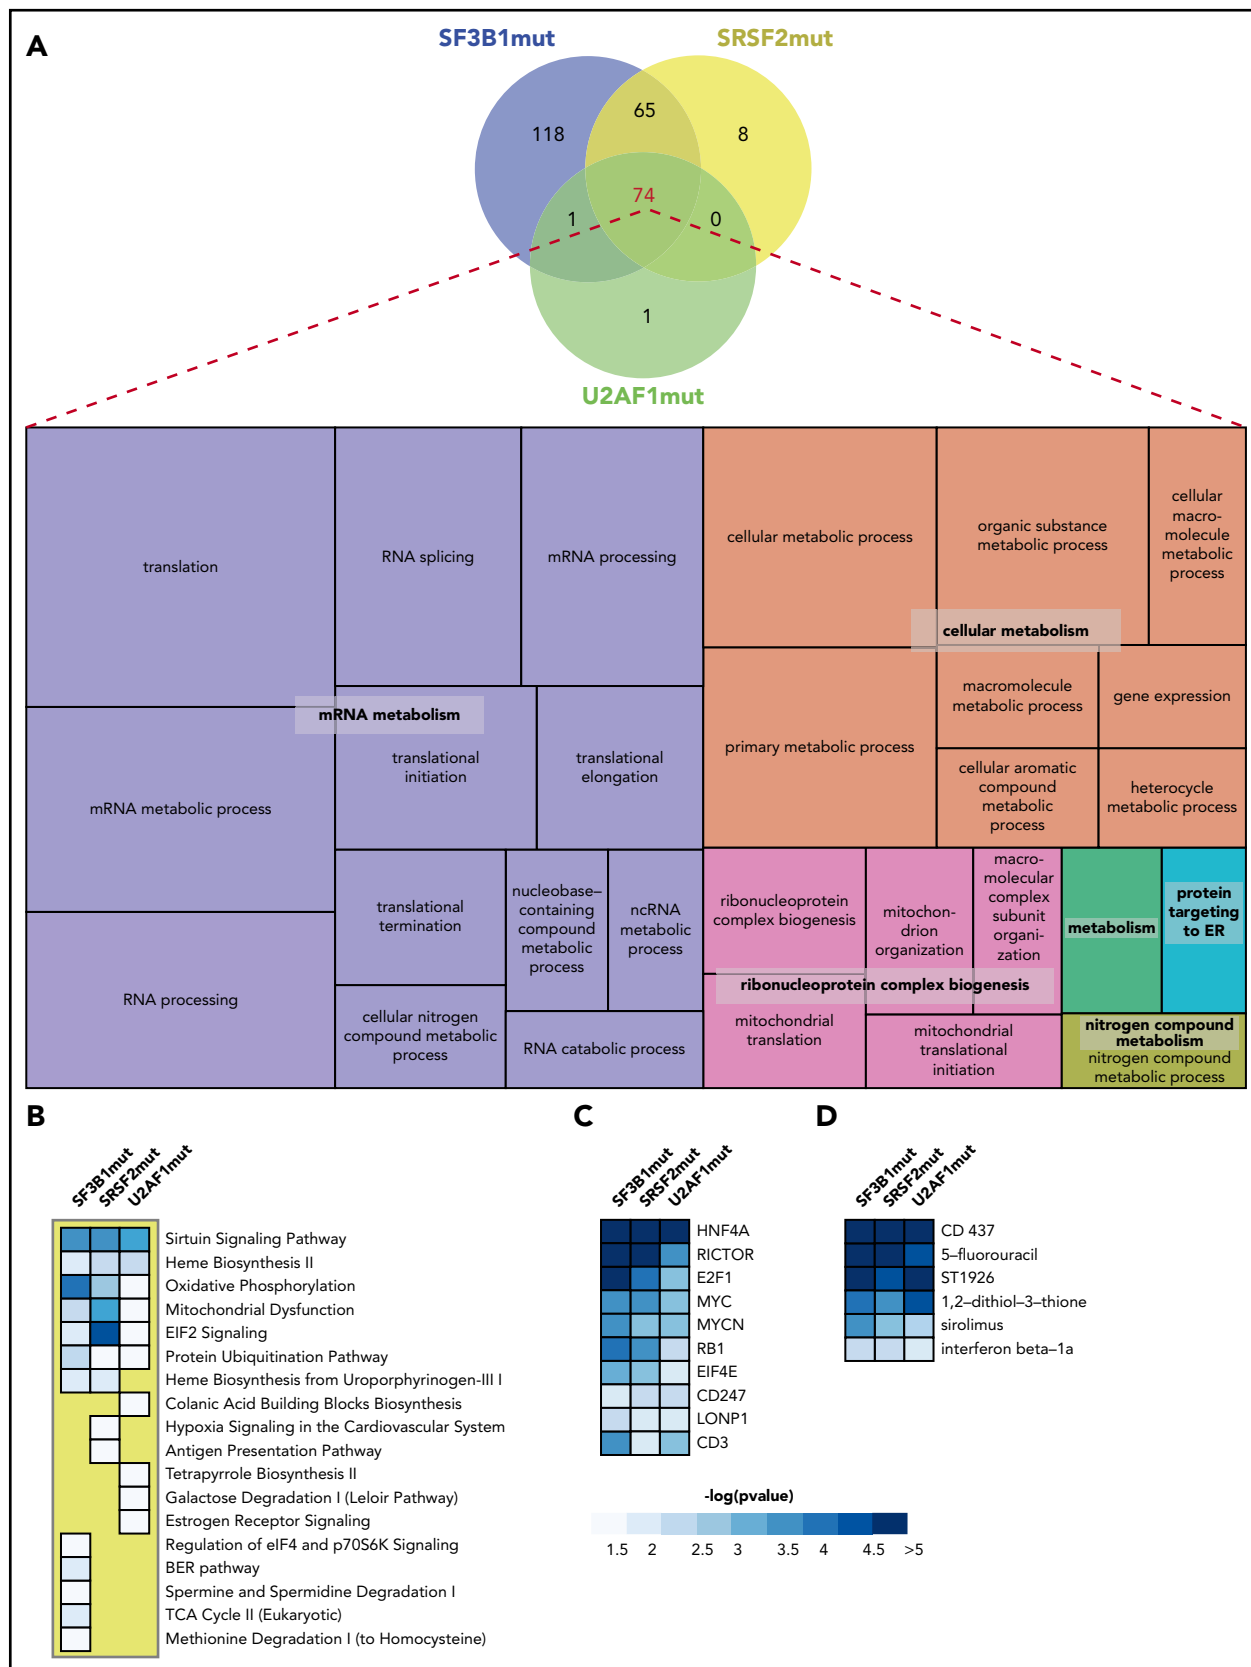 A
SF3B1mut
SRSF2mut
118
65
8
74
1
0
1
U2AF1mut
translation
RNA splicing
mRNA processing
mRNA metabolism
mRNA metabolic process
translational
initiation
translational
elongation
RNA processing
translational
termination
nucleobase–
containing
compound
metabolic
process
ncRNA
metabolic
process
cellular nitrogen
compound metabolic
process
RNA catabolic process
cellular metabolic process
organic substance
metabolic process
cellular
macro-
molecule
metabolic
process
cellular metabolism
primary metabolic process
macromolecule
metabolic process
gene expression
cellular aromatic
compound
metabolic
process
heterocycle
metabolic process
ribonucleoprotein
complex biogenesis
mitochon-
drion
organization
macro-
molecular
complex
subunit
organi-
zation
ribonucleoprotein complex biogenesis
mitochondrial
translation
mitochondrial
translational
initiation
metabolism
protein
targeting
to ER
nitrogen compound
metabolism
nitrogen compound
metabolic process
B
SF3B1mut
SRSF2mut
U2AF1mut
Sirtuin Signaling Pathway
Heme Biosynthesis II
Oxidative Phosphorylation
Mitochondrial Dysfunction
EIF2 Signaling
Protein Ubiquitination Pathway
Heme Biosynthesis from Uroporphyrinogen-III I
Colanic Acid Building Blocks Biosynthesis
Hypoxia Signaling in the Cardiovascular System
Antigen Presentation Pathway
Tetrapyrrole Biosynthesis II
Galactose Degradation I (Leloir Pathway)
Estrogen Receptor Signaling
Regulation of eIF4 and p70S6K Signaling
BER pathway
Spermine and Spermidine Degradation I
TCA Cycle II (Eukaryotic)
Methionine Degradation I (to Homocysteine)
C
SF3B1mut
SRSF2mut
U2AF1mut
HNF4A
RICTOR
E2F1
MYC
MYCN
RB1
EIF4E
CD247
LONP1
CD3
D
SF3B1mut
SRSF2mut
U2AF1mut
CD 437
5–fluorouracil
ST1926
1,2–dithiol–3–thione
sirolimus
interferon beta–1a
-log(pvalue)
1.5 2 2.5 3 3.5 4 4.5 >5